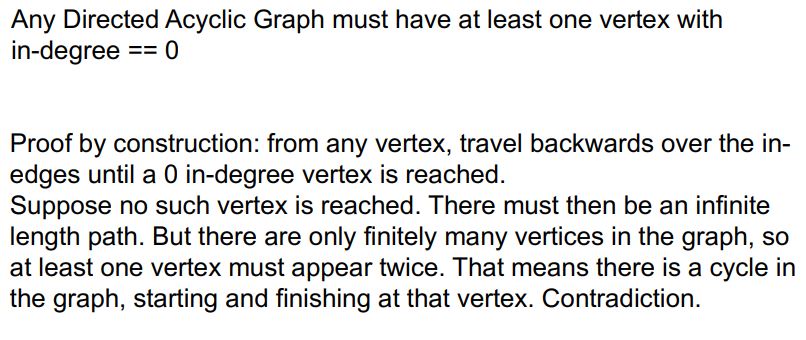 Any Directed Acyclic Graph must have at least one vertex with
in-degree == 0
Proof by construction: from any vertex, travel backwards over the in-
edges until a 0 in-degree vertex is reached.
Suppose no such vertex is reached. There must then be an infinite
length path. But there are only finitely many vertices in the graph, so
at least one vertex must appear twice. That means there is a cycle in
the graph, starting and finishing at that vertex. Contradiction.